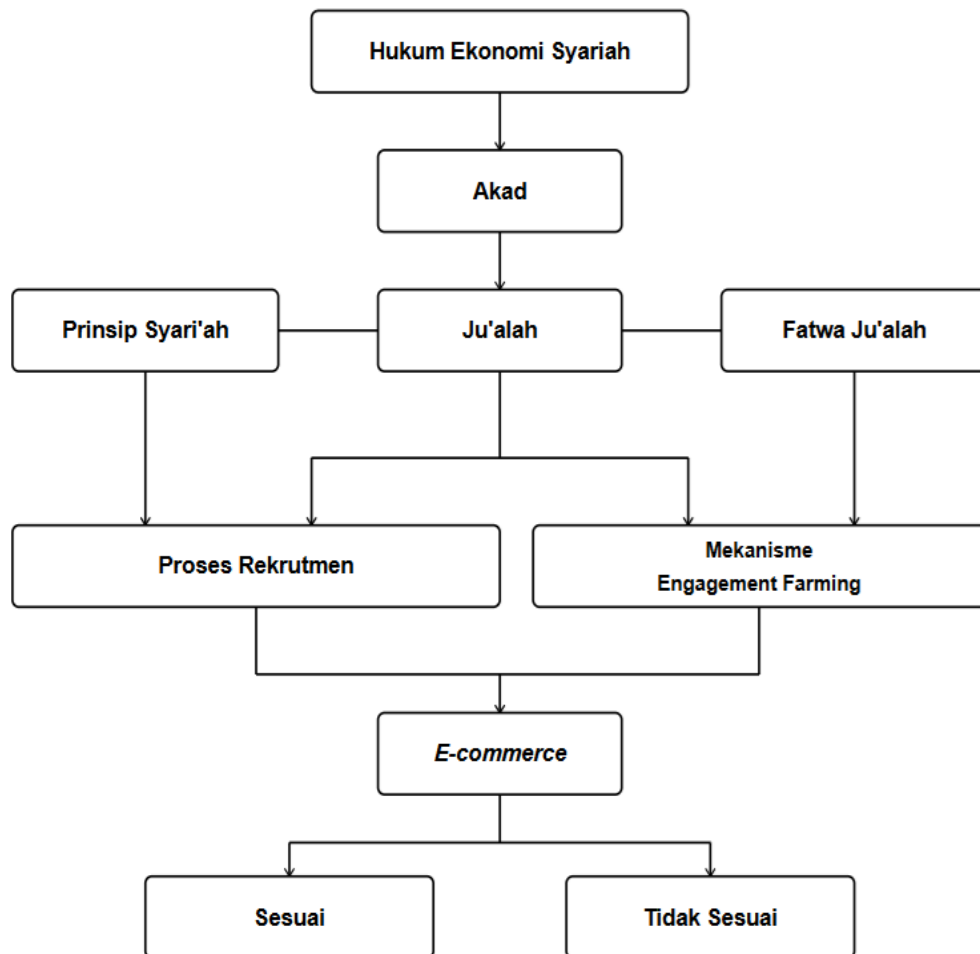 Hukum Ekonomi Syariah
Akad
Prinsip Syari'ah
Ju'alah
Fatwa Ju'alah
Proses Rekrutmen
Mekanisme
Engagement Farming
E-commerce
Sesuai
Tidak Sesuai